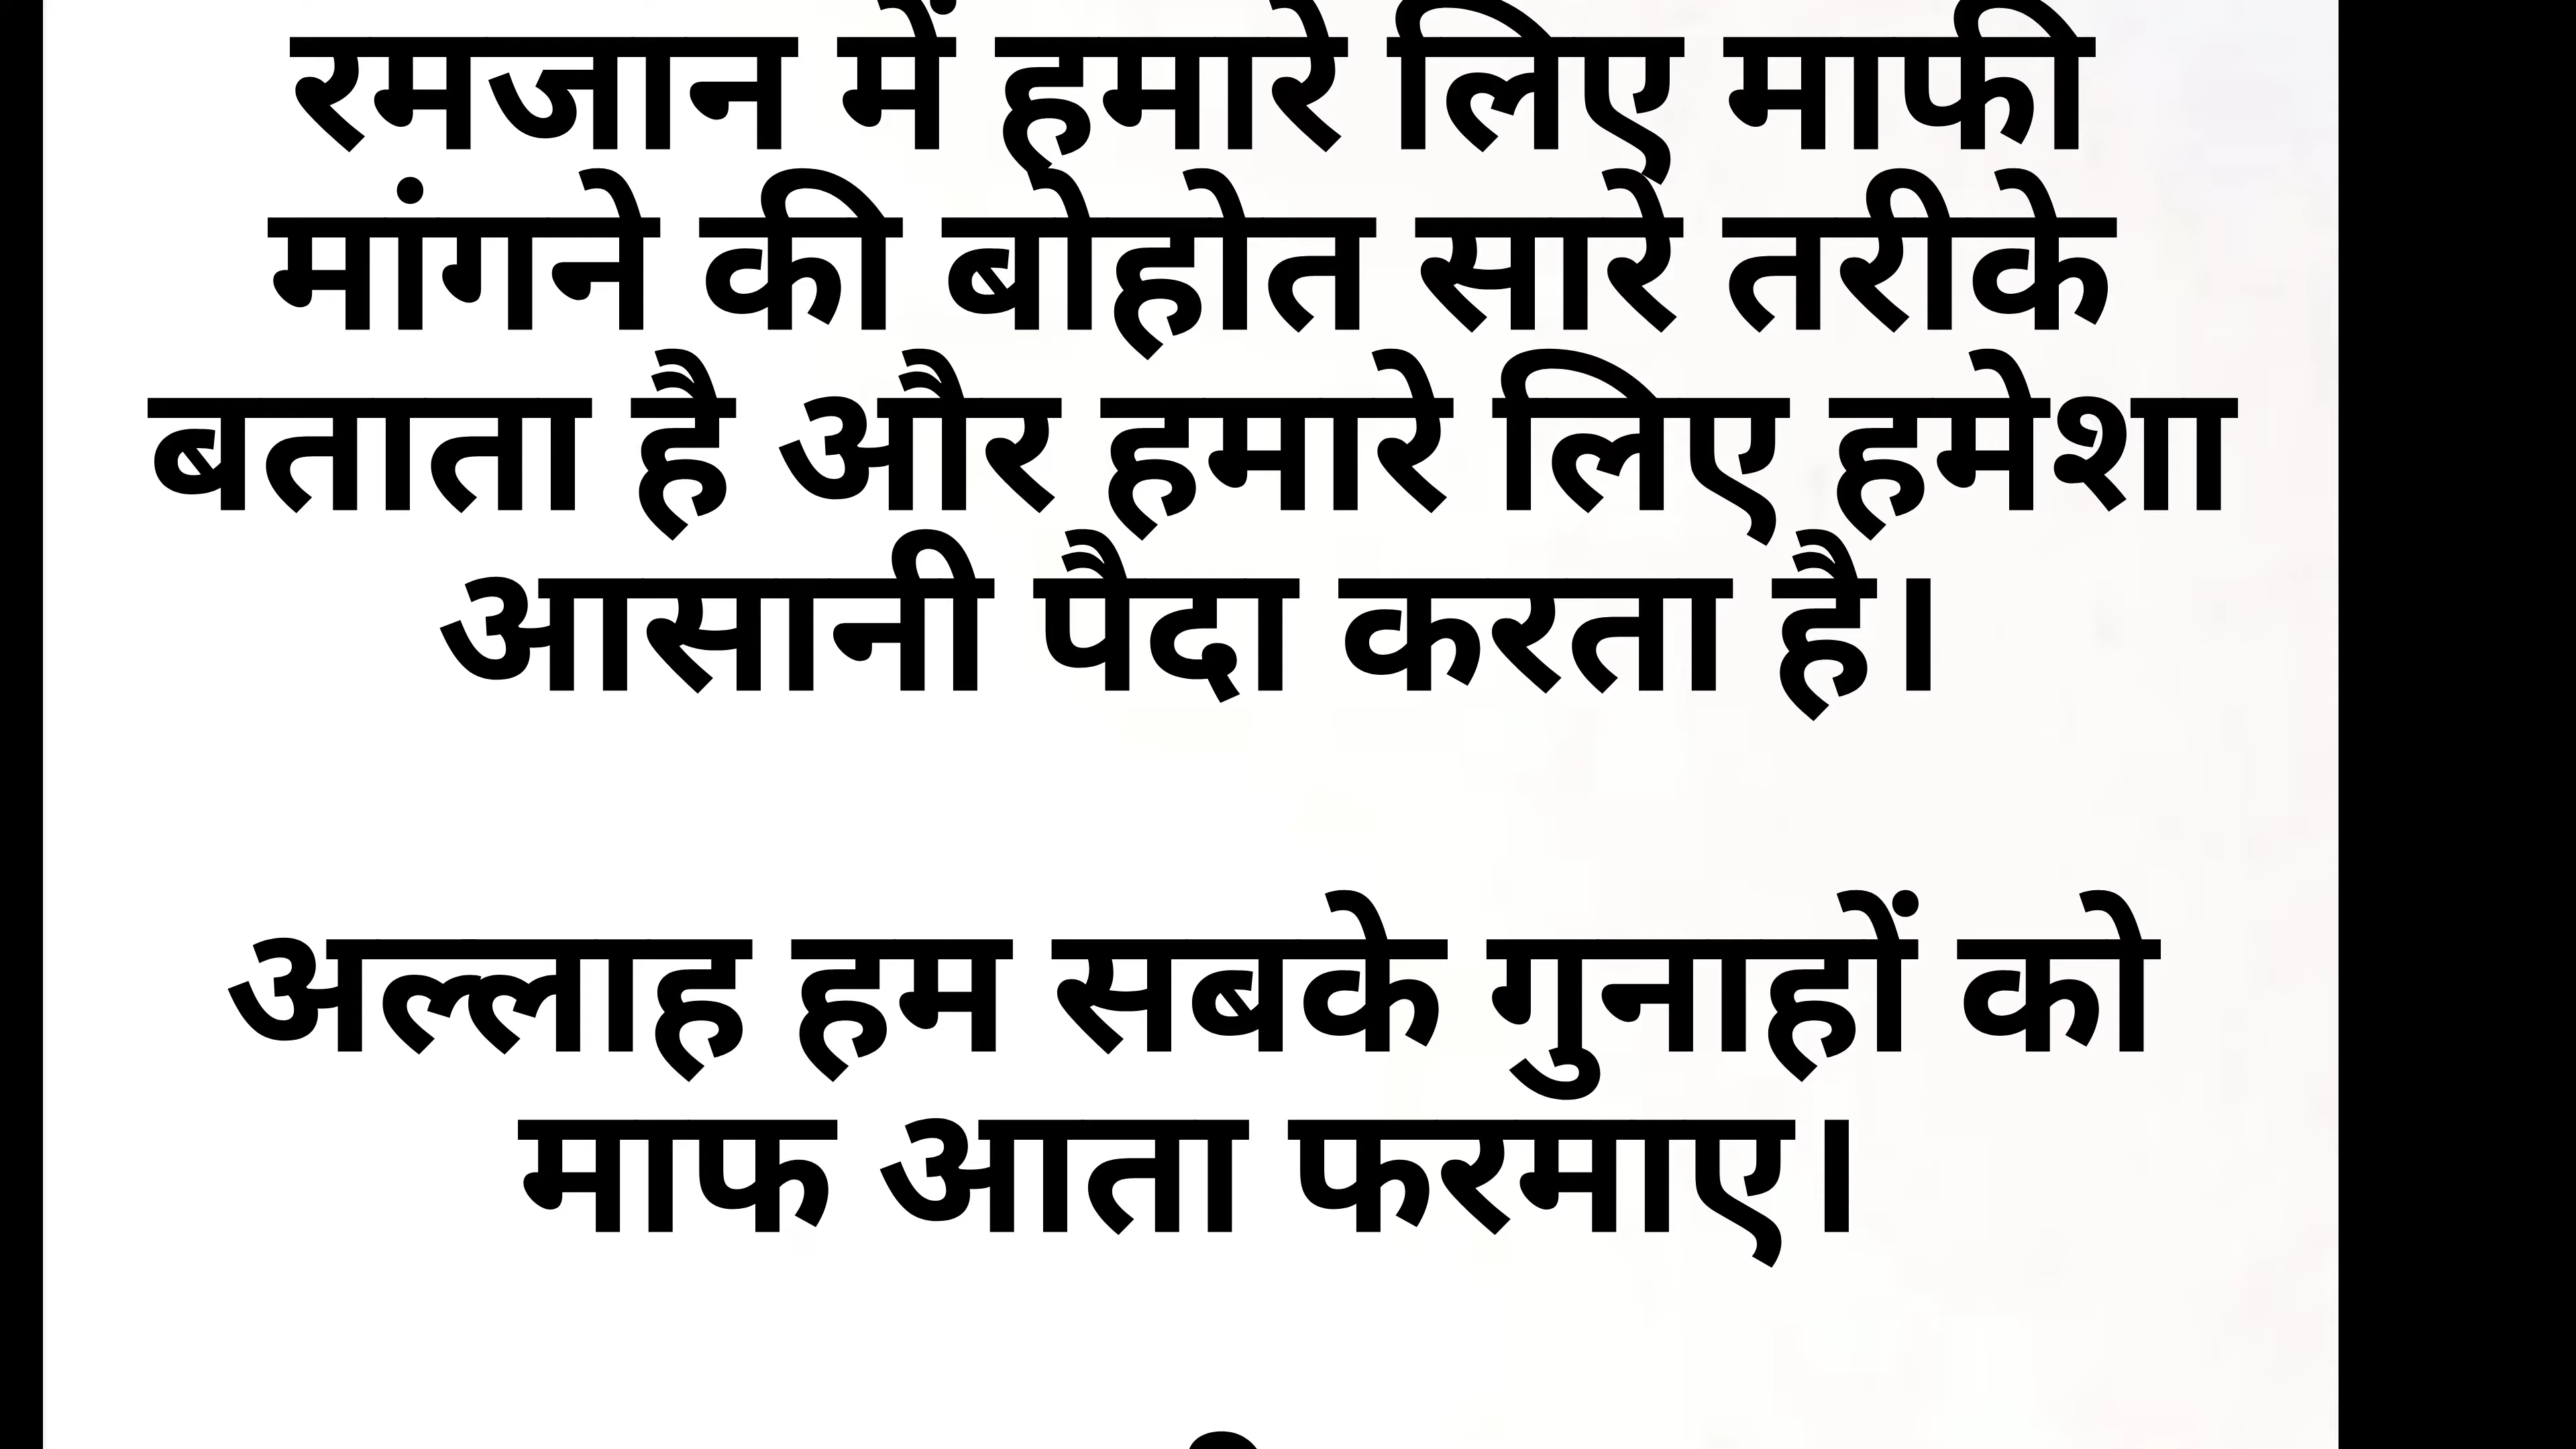 रमजान में हमारे लिए माफी
मांगने की बोहोत सारे तरीके
बताता है और हमारे लिए हमेशा
आसानी पैदा करता है।
अल्लाह हम सबके गुनाहों को
माफ आता फरमाए।